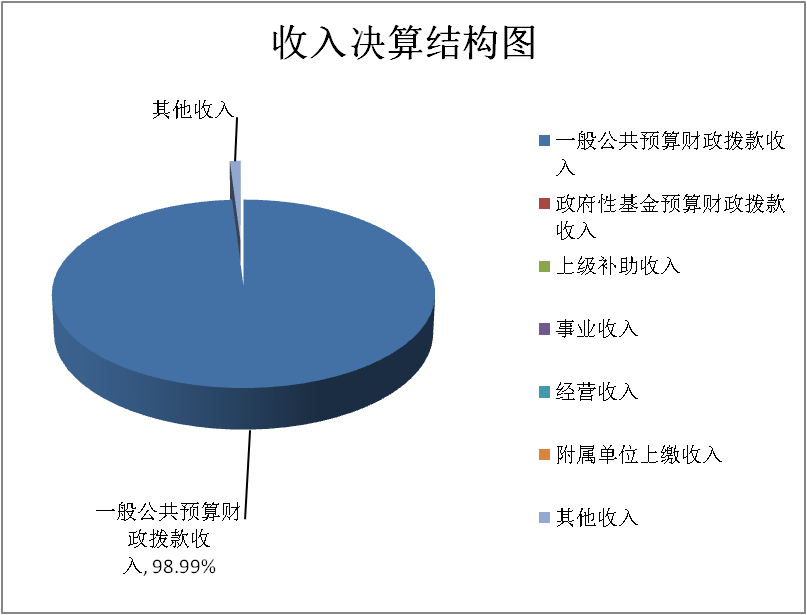 收入决算结构图
其他收入
一般公共预算财政拨款收
入
政府性基金预算财政拨款
收入
上级补助收入
事业收入
经营收入
附属单位上缴收入
其他收入
一般公共预算财
政拨款收
入, 98.99%